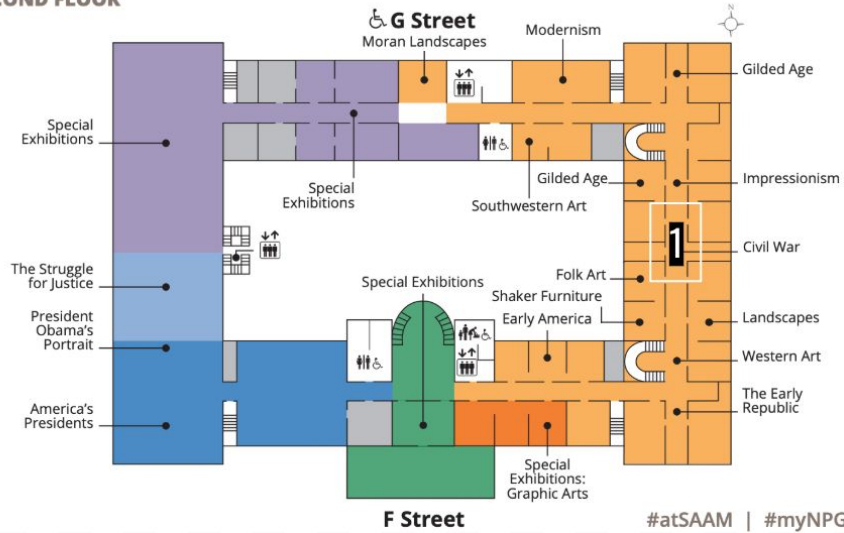 G Street
Moran Landscapes
Modernism
N
Gilded Age
Special
Exhibitions
Special
Exhibitions
Southwestern Art
Gilded Age
Impressionism
1
Civil War
The Struggle
for Justice
President
Obama's
Portrait
America's
Presidents
Special Exhibitions
Folk Art
Shaker Furniture
Early America
Landscapes
Western Art
The Early
Republic
Special
Exhibitions:
Graphic Arts
F Street
#atSAAM | #myNPG